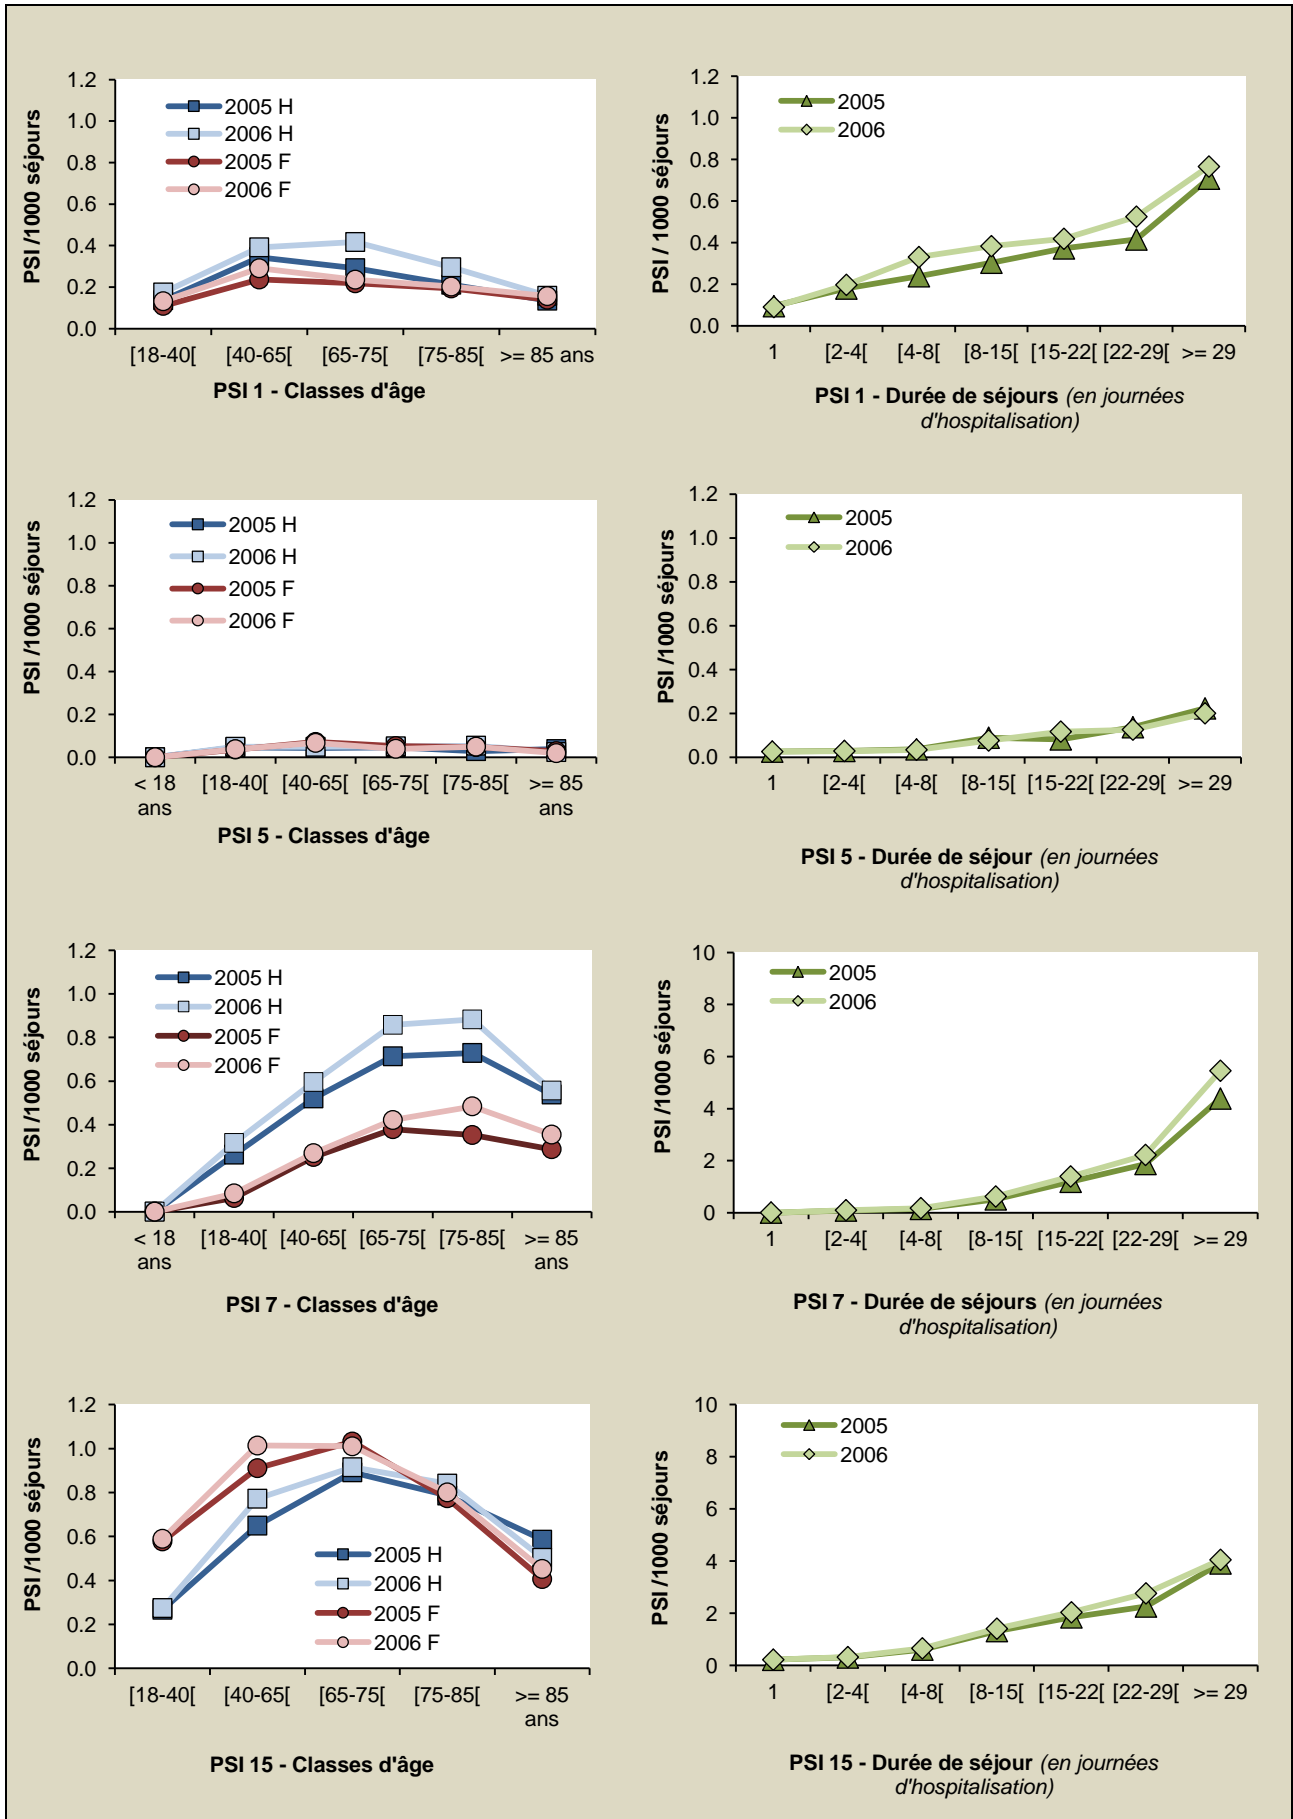 PSI /1000 séjours
1.2
1.0
0.8
0.6
0.4
0.2
0.0
2005 H
2006 H
2005 F
2006 F
[18-40[ [40-65[ [65-75[ [75-85[ >= 85 ans
PSI 1 - Classes d'âge
PSI / 1000 séjours
1.2
1.0
0.8
0.6
0.4
0.2
0.0
2005
2006
1 [2-4[ [4-8[ [8-15[ [15-22[ [22-29[ >= 29
PSI 1 - Durée de séjours (en journées
d'hospitalisation)
PSI /1000 séjours
1.2
1.0
0.8
0.6
0.4
0.2
0.0
2005 H
2006 H
2005 F
2006 F
< 18 [18-40[ [40-65[ [65-75[ [75-85[ >= 85
ans ans
PSI 5 - Classes d'âge
PSI /1000 séjours
1.2
1.0
0.8
0.6
0.4
0.2
0.0
2005
2006
1 [2-4[ [4-8[ [8-15[ [15-22[ [22-29[ >= 29
PSI 5 - Durée de séjour (en journées
d'hospitalisation)
PSI /1000 séjours
1.2
1.0
0.8
0.6
0.4
0.2
0.0
2005 H
2006 H
2005 F
2006 F
< 18 [18-40[ [40-65[ [65-75[ [75-85[ >= 85
ans ans
PSI 7 - Classes d'âge
PSI /1000 séjours
10
8
6
4
2
0
2005
2006
1 [2-4[ [4-8[ [8-15[ [15-22[ [22-29[ >= 29
PSI 7 - Durée de séjours (en journées
d'hospitalisation)
PSI /1000 séjours
1.2
1.0
0.8
0.6
0.4
0.2
0.0
2005 H
2006 H
2005 F
2006 F
[18-40[ [40-65[ [65-75[ [75-85[ >= 85
ans
PSI 15 - Classes d'âge
PSI /1000 séjours
10
8
6
4
2
0
2005
2006
1 [2-4[ [4-8[ [8-15[ [15-22[ [22-29[ >= 29
PSI 15 - Durée de séjour (en journées
d'hospitalisation)